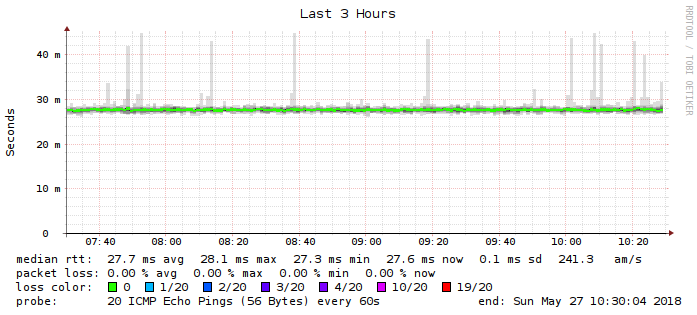 Last 3 Hours
RRDTOOL / TOBI OETIKER
Seconds
40 m
30 m
20 m
10 m
0
07:40 08:00 08:20 08:40 09:00 09:20 09:40 10:00 10:20
median rtt: 27.7 ms avg 28.1 ms max 27.3 ms min 27.6 ms now 0.1 ms sd 241.3 am/s
packet loss: 0.00 % avg 0.00 % max 0.00 % min 0.00 % now
loss color: 0 1/20 2/20 3/20 4/20 10/20 19/20
probe: 20 ICMP Echo Pings (56 Bytes) every 60s end: Sun May 27 10:30:04 2018